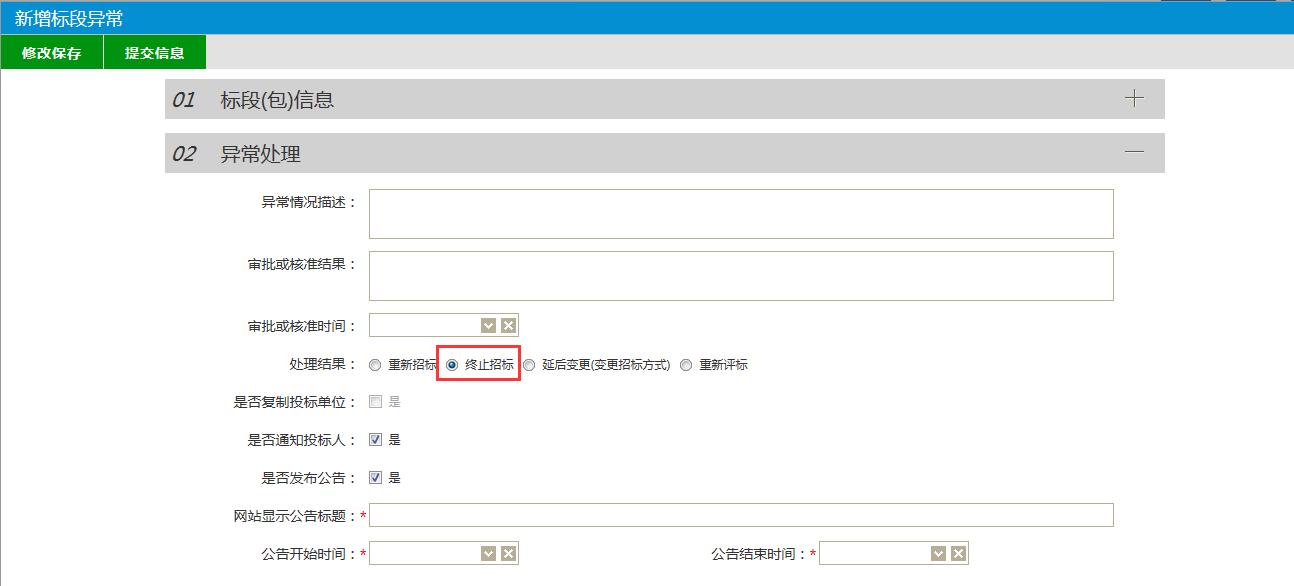 新增标段异常
修改保存 提交信息
01 标段(包)信息
02 异常处理
异常情况描述：
审批或核准结果：
审批或核准时间：
处理结果： 重新招标 终止招标 延后变更(变更招标方式) 重新评标
是否复制投标单位： 是
是否通知投标人： 是
是否发布公告： 是
网站显示公告标题：*
公告开始时间：* 公告结束时间：*